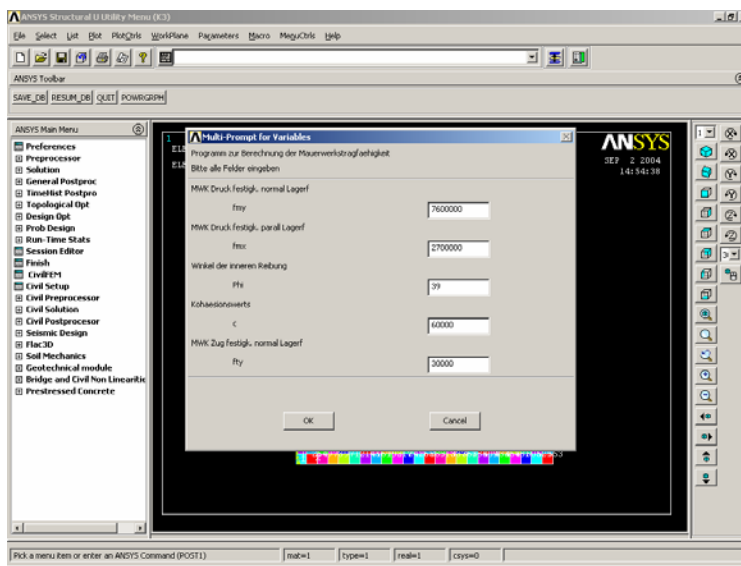 ANSYS Structural U Utility Menu (K3)
File Select List Plot PlotCtrls WorkPlane Parameters Macro MenuCtrls Help
ANSYS Toolbar
SAVE_DB RESUM_DB QUIT POWRGRPH
ANSYS Main Menu
Preferences
Preprocessor
Solution
General Postproc
TimeHist Postpro
Topological Opt
Design Opt
Prob Design
Run-Time Stats
Session Editor
Finish
CivilFEM
Civil Setup
Civil Preprocessor
Civil Solution
Civil Postprocesor
Seismic Design
Flac3D
Soil Mechanics
Geotechnical module
Bridge and Civil Non Linearitie
Prestressed Concrete
1
ANSYS
SEP 2 2004
14:54:38
Multi-Prompt for Variables
Programm zur Berechnung der Mauerwerkstragfaehigkeit
Bitte alle Felder eingeben
MWK Druck festigk. normal Lagerf
fmy 7600000
MWK Druck festigk. parall Lagerf
fmx 2700000
Winkel der inneren Reibung
Phi 39
Kohaesionswerts
c 60000
MWK Zug festigk. normal Lagerf
fty 30000
OK Cancel
Pick a menu item or enter an ANSYS Command (POST1) mat=1 type=1 real=1 csys=0